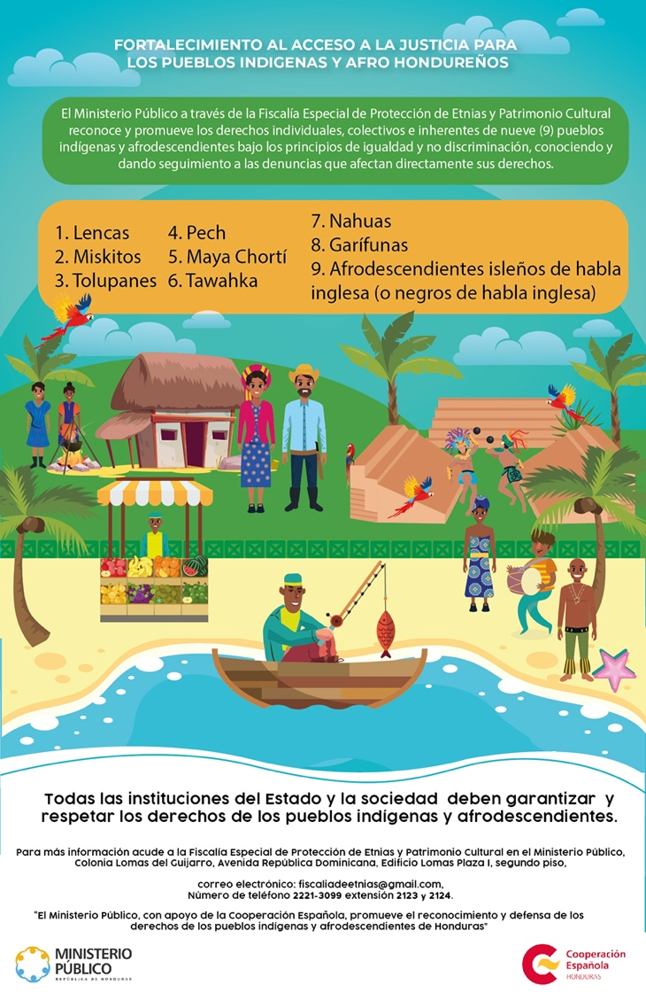 FORTALECIMIENTO AL ACCESO A LA JUSTICIA PARA
LOS PUEBLOS INDIGENAS Y AFRO HONDUREÑOS
El Ministerio Público a través de la Fiscalía Especial de Protección de Etnias y Patrimonio Cultural
reconoce y promueve los derechos individuales, colectivos e inherentes de nueve (9) pueblos
indígenas y afrodescendientes bajo los principios de igualdad y no discriminación, conociendo y
dando seguimiento a las denuncias que afectan directamente sus derechos.
1. Lencas
2. Miskitos
3. Tolupanes
4. Pech
5. Maya Chortí
6. Tawahka
7. Nahuas
8. Garífunas
9. Afrodescendientes isleños de habla
inglesa (o negros de habla inglesa)
Todas las instituciones del Estado y la sociedad deben garantizar y
respetar los derechos de los pueblos indígenas y afrodescendientes.
Para más información acude a la Fiscalía Especial de Protección de Etnias y Patrimonio Cultural en el Ministerio Público,
Colonia Lomas del Guijarro, Avenida República Dominicana, Edificio Lomas Plaza I, segundo piso,
correo electrónico: fiscaliadeetnias@gmail.com,
Número de teléfono 2221-3099 extensión 2123 y 2124.
"El Ministerio Público, con apoyo de la Cooperación Española, promueve el reconocimiento y defensa de los
derechos de los pueblos indígenas y afrodescendientes de Honduras"
MINISTERIO
PÚBLICO
REPÚBLICA DE HONDURAS
Cooperación
Española
HONDURAS